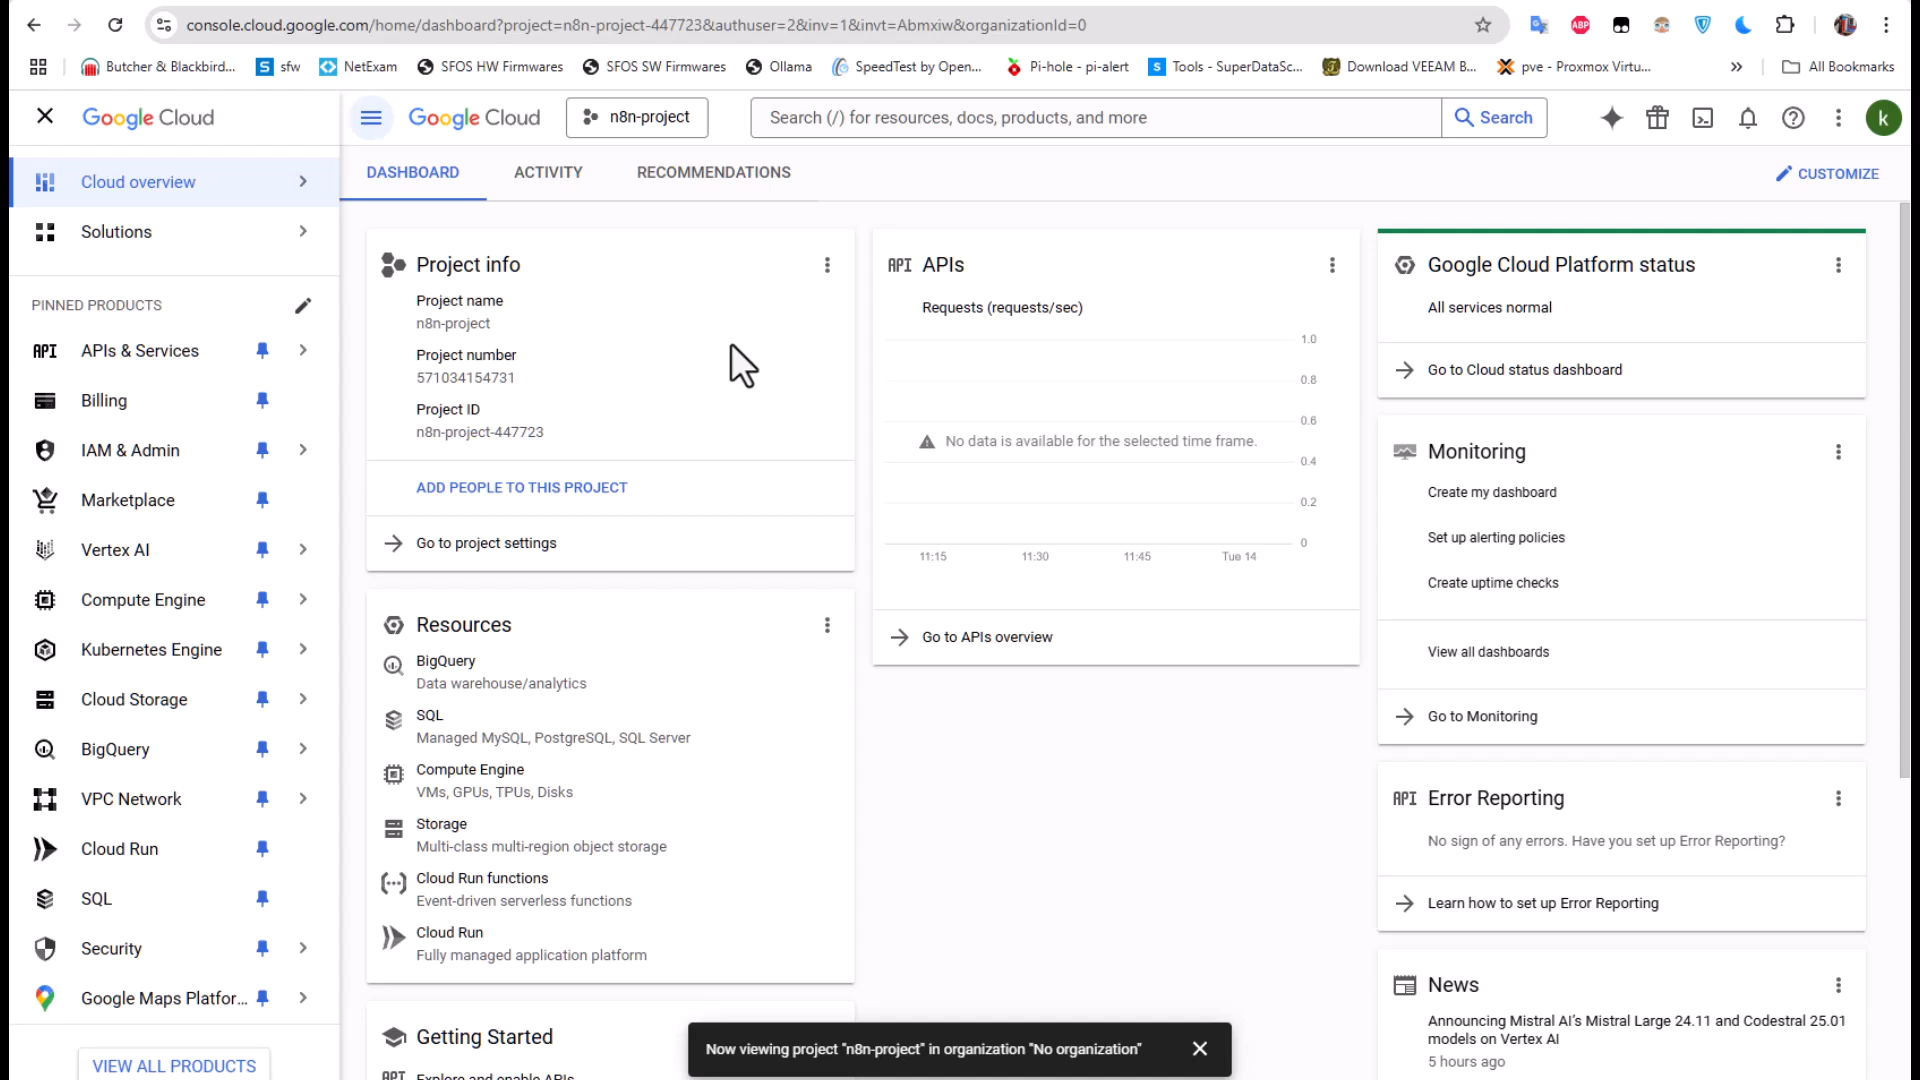 console.cloud.google.com/home/dashboard?project=n8n-project-447723&authuser=2&inv=1&invt=Abmxiw&organizationId=0
ABP
Butcher & Blackbird...
S sfw
NetExam
SFOS HW Firmwares
SFOS SW Firmwares
Ollama
SpeedTest by Open...
Pi-hole - pi-alert
S Tools - SuperDataSc...
Download VEEAM B...
pve - Proxmox Virtu...
All Bookmarks
Google Cloud
Google Cloud
n8n-project
Search (/) for resources, docs, products, and more
Search
k
Cloud overview
Solutions
PINNED PRODUCTS
API APIs & Services
Billing
IAM & Admin
Marketplace
Vertex AI
Compute Engine
Kubernetes Engine
Cloud Storage
BigQuery
VPC Network
Cloud Run
SQL
Security
Google Maps Platfor...
VIEW ALL PRODUCTS
DASHBOARD
ACTIVITY
RECOMMENDATIONS
CUSTOMIZE
Project info
Project name
n8n-project
Project number
571034154731
Project ID
n8n-project-447723
ADD PEOPLE TO THIS PROJECT
Go to project settings
Resources
BigQuery
Data warehouse/analytics
SQL
Managed MySQL, PostgreSQL, SQL Server
Compute Engine
VMs, GPUs, TPUs, Disks
Storage
Multi-class multi-region object storage
Cloud Run functions
Event-driven serverless functions
Cloud Run
Fully managed application platform
Getting Started
API Explore and enable APIs
API APIs
Requests (requests/sec)
1.0
0.8
0.6
No data is available for the selected time frame.
0.4
0.2
0
11:15
11:30
11:45
Tue 14
Go to APIs overview
Google Cloud Platform status
All services normal
Go to Cloud status dashboard
Monitoring
Create my dashboard
Set up alerting policies
Create uptime checks
View all dashboards
Go to Monitoring
API Error Reporting
No sign of any errors. Have you set up Error Reporting?
Learn how to set up Error Reporting
News
Announcing Mistral AI's Mistral Large 24.11 and Codestral 25.01
models on Vertex AI
5 hours ago
Now viewing project "n8n-project" in organization "No organization"